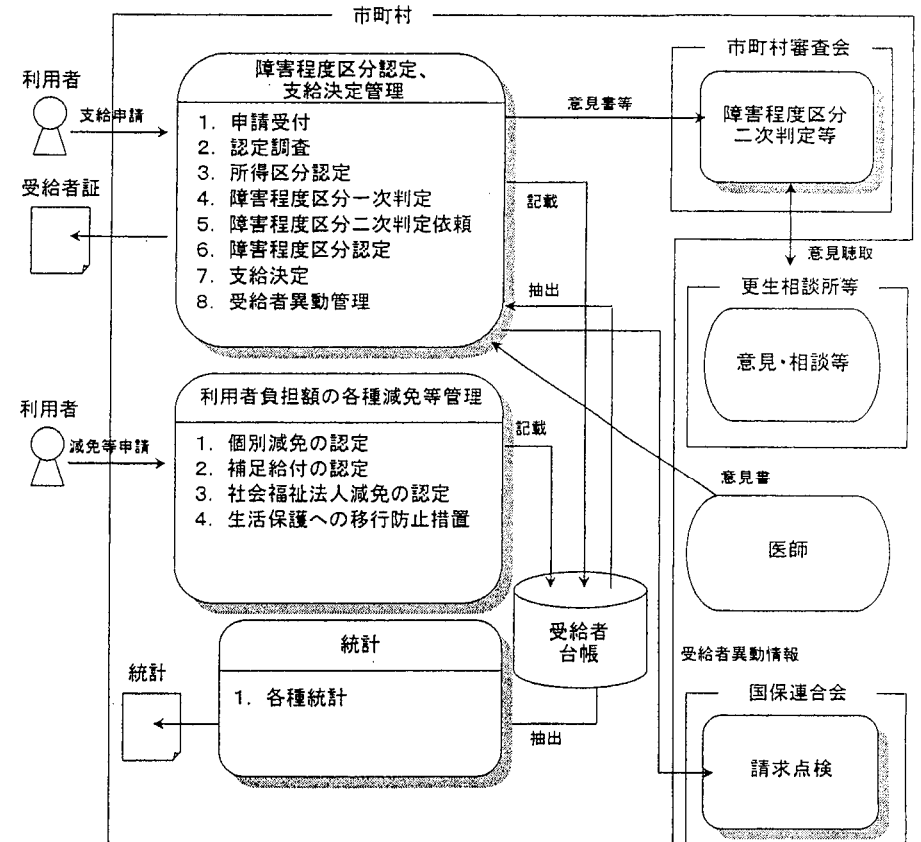 市町村
障害程度区分認定、
支給決定管理
1. 申請受付
2. 認定調査
3. 所得区分認定
4. 障害程度区分一次判定
5. 障害程度区分二次判定依頼
6. 障害程度区分認定
7. 支給決定
8. 受給者異動管理
利用者
支給申請
受給者証
意見書等
市町村審査会
障害程度区分
二次判定等
記載
抽出
意見聴取
更生相談所等
意見・相談等
利用者負担額の各種減免等管理
1. 個別減免の認定
2. 補足給付の認定
3. 社会福祉法人減免の認定
4. 生活保護への移行防止措置
利用者
減免等申請
記載
意見書
医師
受給者
台帳
統計
1. 各種統計
統計
抽出
受給者異動情報
国保連合会
請求点検